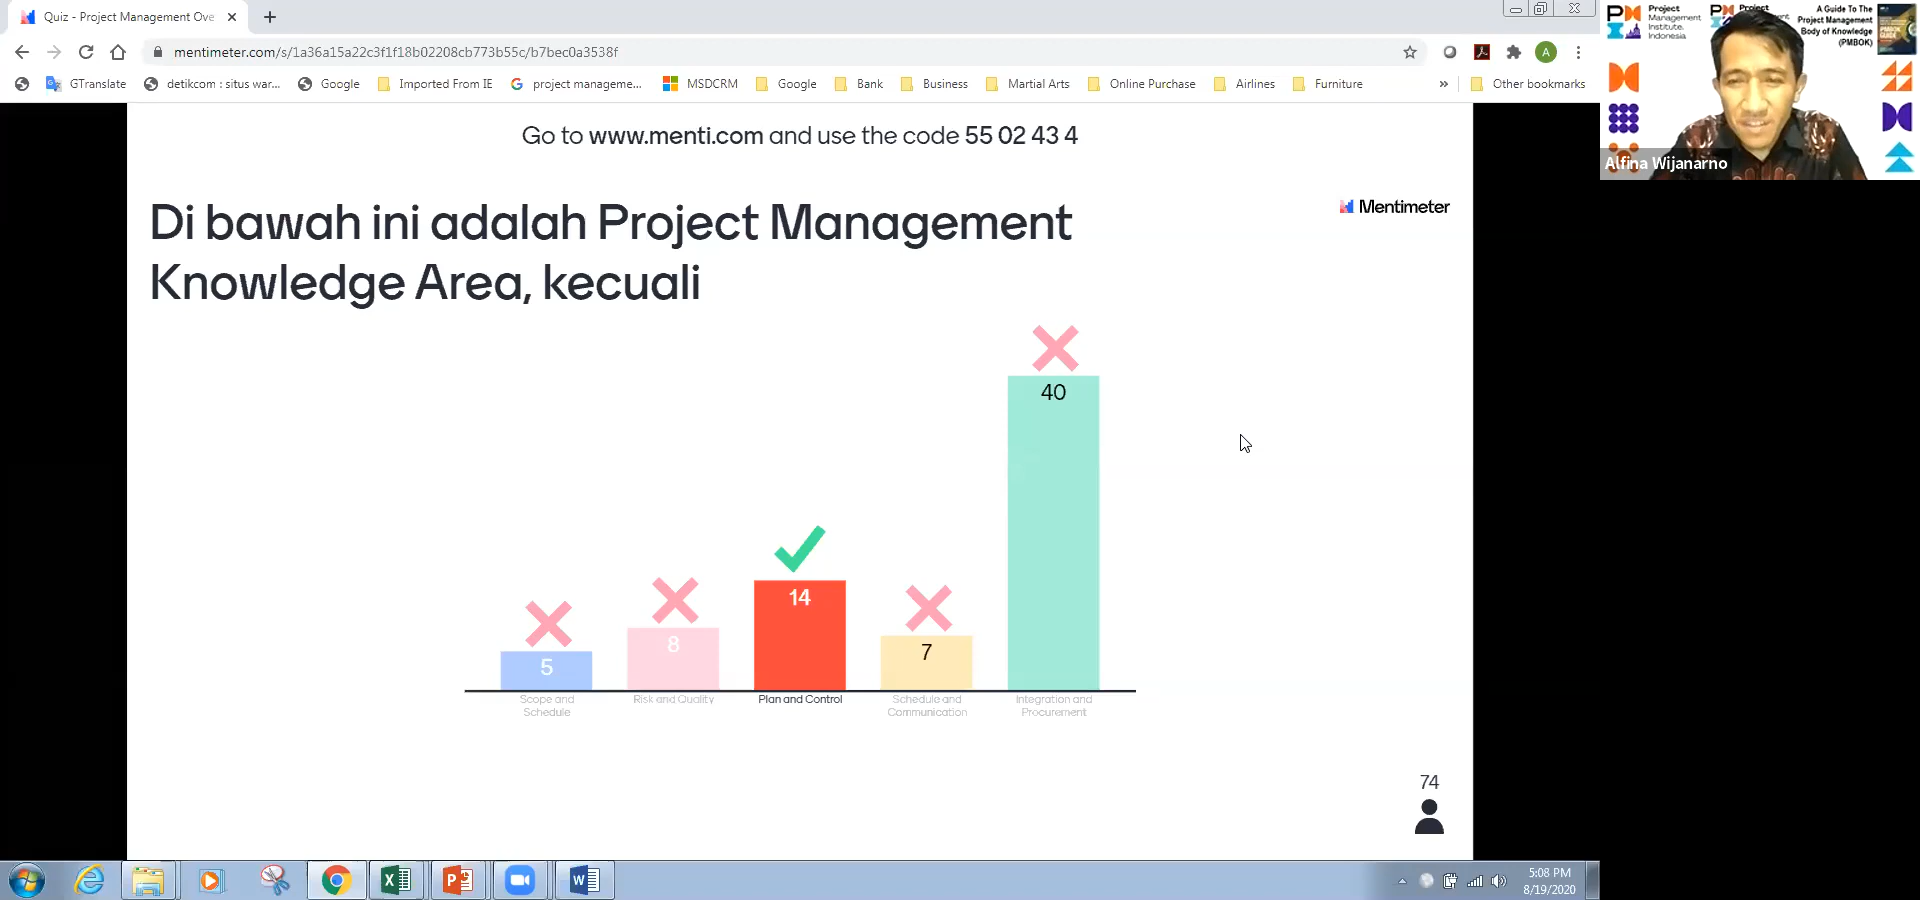 Quiz - Project Management Ove
mentimeter.com/s/1a36a15a22c3f1f18b02208cb773b55c/b7bec0a3538f
A
GTranslate
detikcom : situs war...
Google
Imported From IE
project manageme...
MSDCRM
Google
Bank
Business
Martial Arts
Online Purchase
Airlines
Furniture
»
Other bookmarks
Project
Management
Institute.
Indonesia
A Guide To The
Project Management
Body of Knowledge
(PMBOK)
Alfina Wijanarno
Go to www.menti.com and use the code 55 02 43 4
Mentimeter
Di bawah ini adalah Project Management
Knowledge Area, kecuali
40
14
8
7
5
Scope and
Schedule
Risk and Quality
Plan and Control
Schedule and
Communication
Integration and
Procurement
74
5:08 PM
8/19/2020